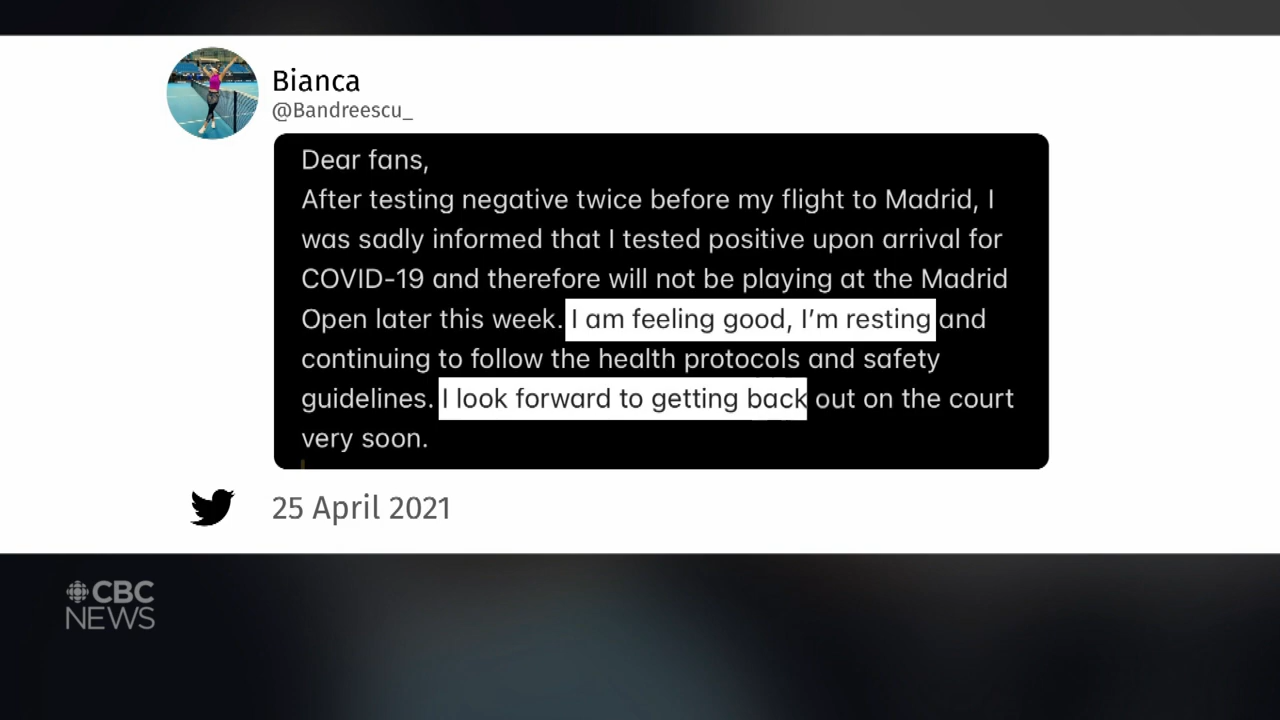 Bianca
@Bandreescu_
Dear fans,
After testing negative twice before my flight to Madrid, I
was sadly informed that I tested positive upon arrival for
COVID-19 and therefore will not be playing at the Madrid
Open later this week. I am feeling good, I’m resting and
continuing to follow the health protocols and safety
guidelines. I look forward to getting back out on the court
very soon.
25 April 2021
CBC
NEWS